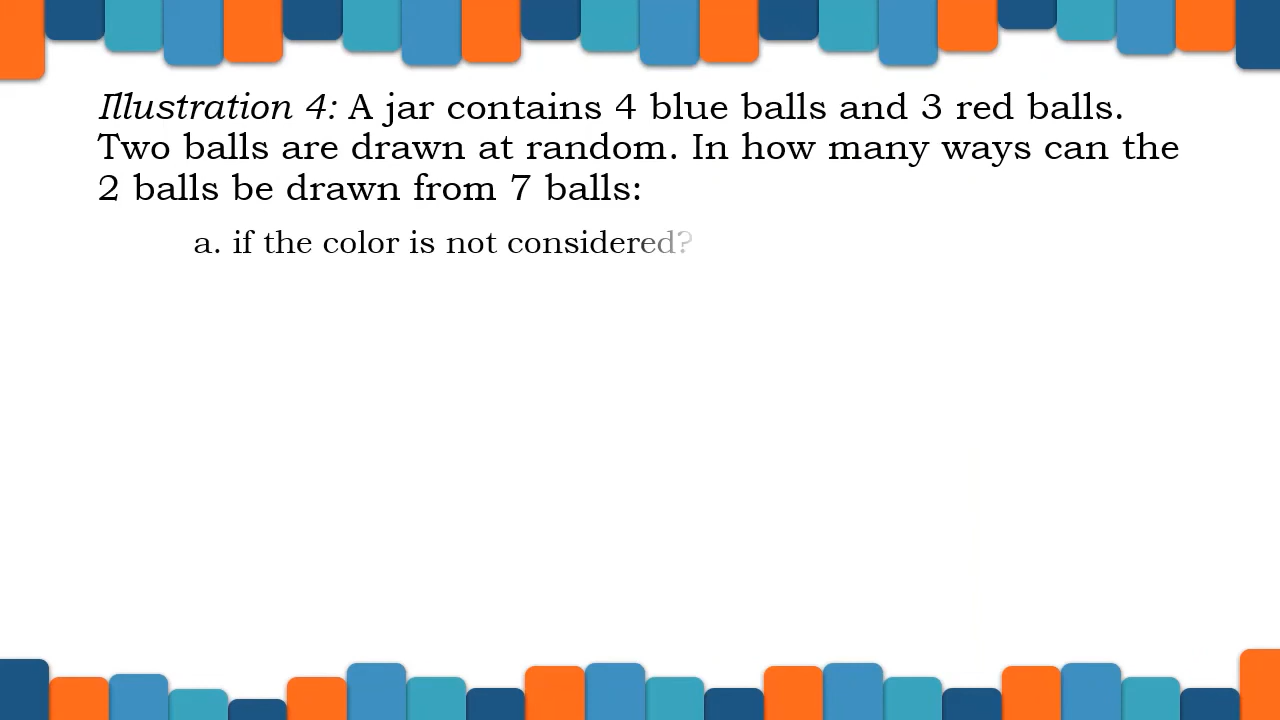 Illustration 4: A jar contains 4 blue balls and 3 red balls.
Two balls are drawn at random. In how many ways can the
2 balls be drawn from 7 balls:
a. if the color is not considered?